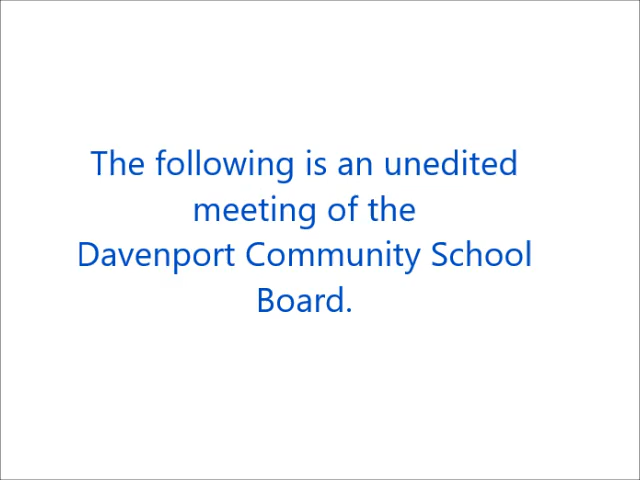 The following is an unedited
meeting of the
Davenport Community School
Board.